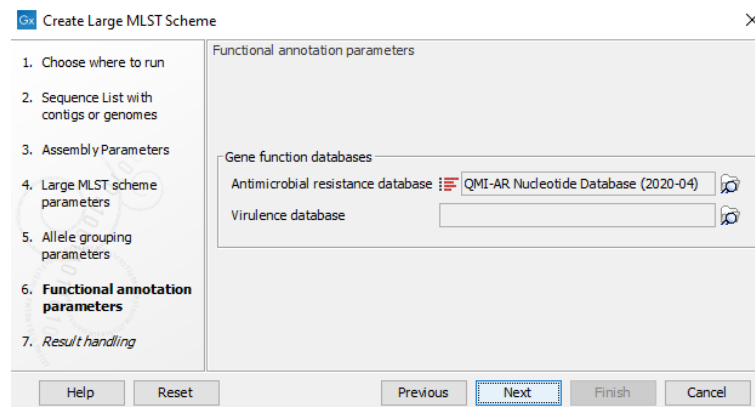 Gx Create Large MLST Scheme
1. Choose where to run
2. Sequence List with
contigs or genomes
3. Assembly Parameters
4. Large MLST scheme
parameters
5. Allele grouping
parameters
6. Functional annotation
parameters
7. Result handling
Functional annotation parameters
Gene function databases
Antimicrobial resistance database QMI-AR Nucleotide Database (2020-04)
Virulence database
Help Reset Previous Next Finish Cancel